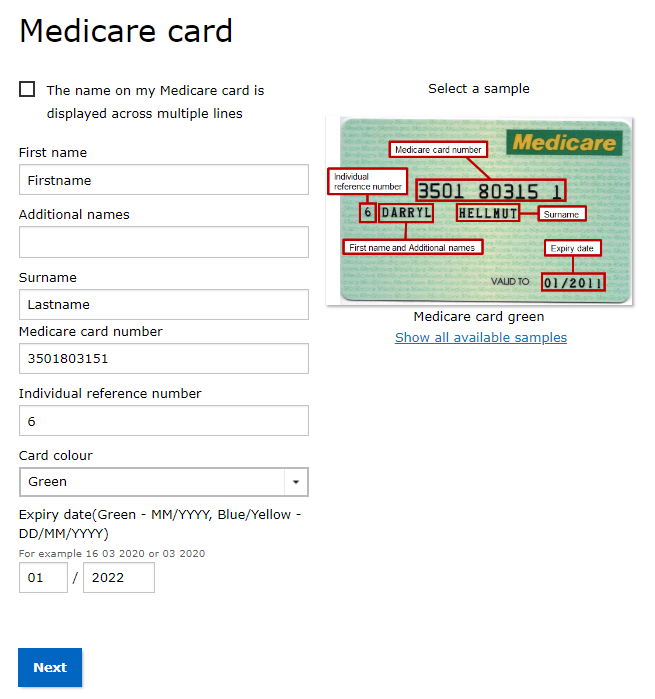 Medicare card
The name on my Medicare card is
displayed across multiple lines
First name
Firstname
Additional names
Surname
Lastname
Medicare card number
3501803151
Individual reference number
6
Card colour
Green
Expiry date(Green - MM/YYYY, Blue/Yellow -
DD/MM/YYYY)
For example 16 03 2020 or 03 2020
01 / 2022
Next
Select a sample
Medicare
Medicare card number
Individual
reference number
3501 80315 1
6 DARRYL HELLMUT
Surname
First name and Additional names
Expiry date
VALID TO 01/2011
Medicare card green
Show all available samples